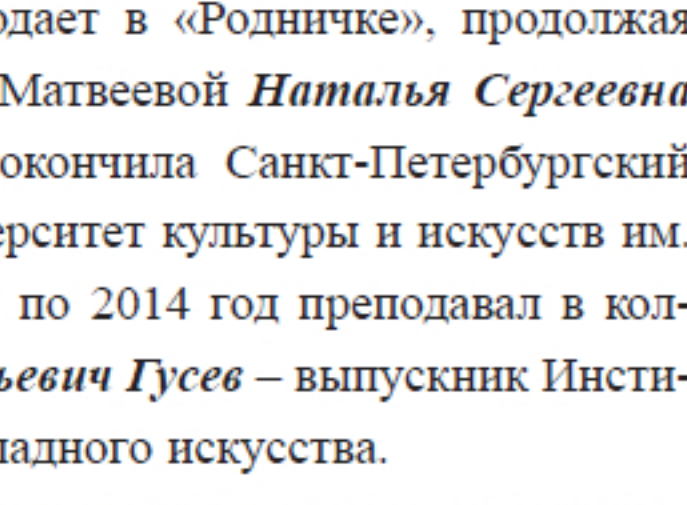 одает в «Родничке», продолжая
Матвеевой Наталья Сергеевна
окончила Санкт-Петербургский
ерситет культуры и искусств им.
по 2014 год преподавал в кол-
ьевич Гусев – выпускник Инсти-
ладного искусства.